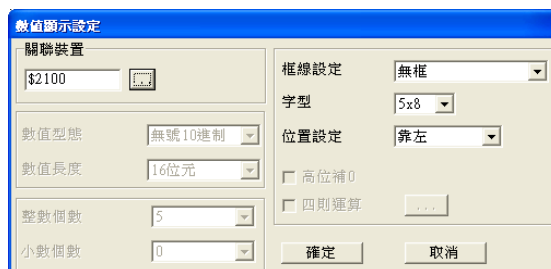 數值顯示設定
關聯裝置
$2100
...
數值型態 無號10進制
數值長度 16位元
整數個數 5
小數個數 0
框線設定 無框
字型 5x8
位置設定 靠左
高位補0
四則運算 ...
確定 取消